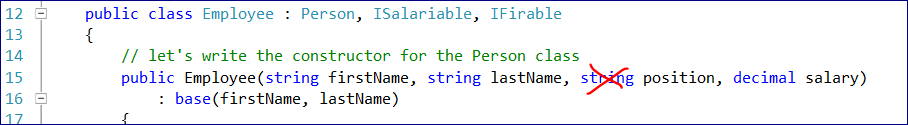 12 public class Employee : Person, ISalariable, IFirable
13 {
14 // let's write the constructor for the Person class
15 public Employee(string firstName, string lastName, string position, decimal salary)
16 : base(firstName, lastName)
17 {